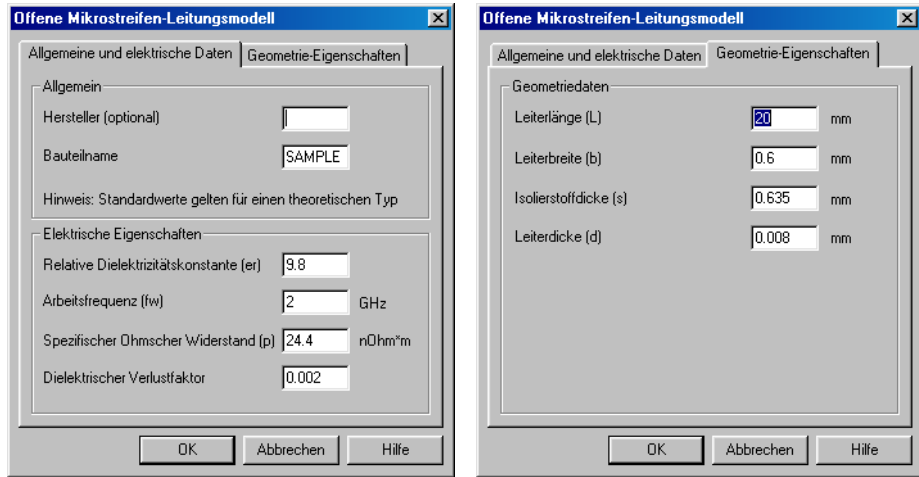 Offene Mikrostreifen-Leitungsmodell
Allgemeine und elektrische Daten Geometrie-Eigenschaften
Allgemein
Hersteller (optional)
Bauteilname SAMPLE
Hinweis: Standardwerte gelten für einen theoretischen Typ
Elektrische Eigenschaften
Relative Dielektrizitätskonstante (er) 9.8
Arbeitsfrequenz (fw) 2 GHz
Spezifischer Ohmscher Widerstand (p) 24.4 nOhm*m
Dielektrischer Verlustfaktor 0.002
OK Abbrechen Hilfe
Offene Mikrostreifen-Leitungsmodell
Allgemeine und elektrische Daten Geometrie-Eigenschaften
Geometriedaten
Leiterlänge (L) 20 mm
Leiterbreite (b) 0.6 mm
Isolierstoffdicke (s) 0.635 mm
Leiterdicke (d) 0.008 mm
OK Abbrechen Hilfe